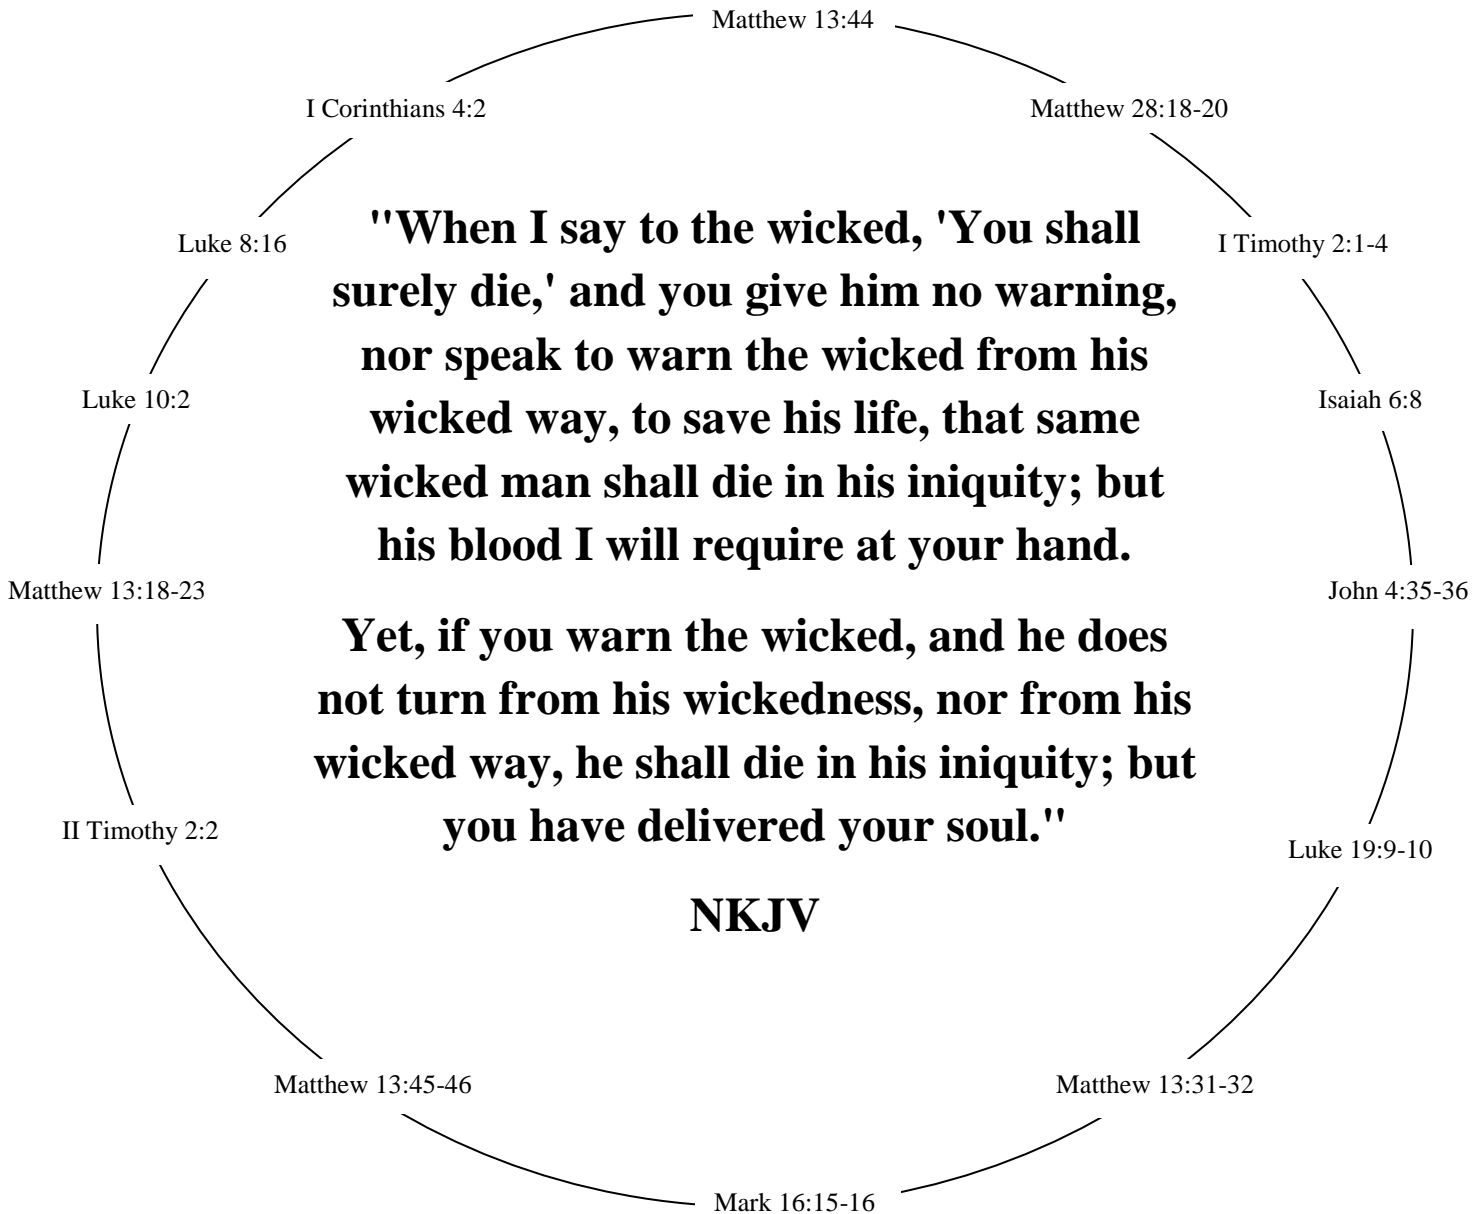 Matthew 13:44
I Corinthians 4:2
Matthew 28:18-20
Luke 8:16
I Timothy 2:1-4
Luke 10:2
Isaiah 6:8
Matthew 13:18-23
John 4:35-36
II Timothy 2:2
Luke 19:9-10
Matthew 13:45-46
Matthew 13:31-32
Mark 16:15-16
"When I say to the wicked, 'You shall
surely die,' and you give him no warning,
nor speak to warn the wicked from his
wicked way, to save his life, that same
wicked man shall die in his iniquity; but
his blood I will require at your hand.
Yet, if you warn the wicked, and he does
not turn from his wickedness, nor from his
wicked way, he shall die in his iniquity; but
you have delivered your soul."
NKJV